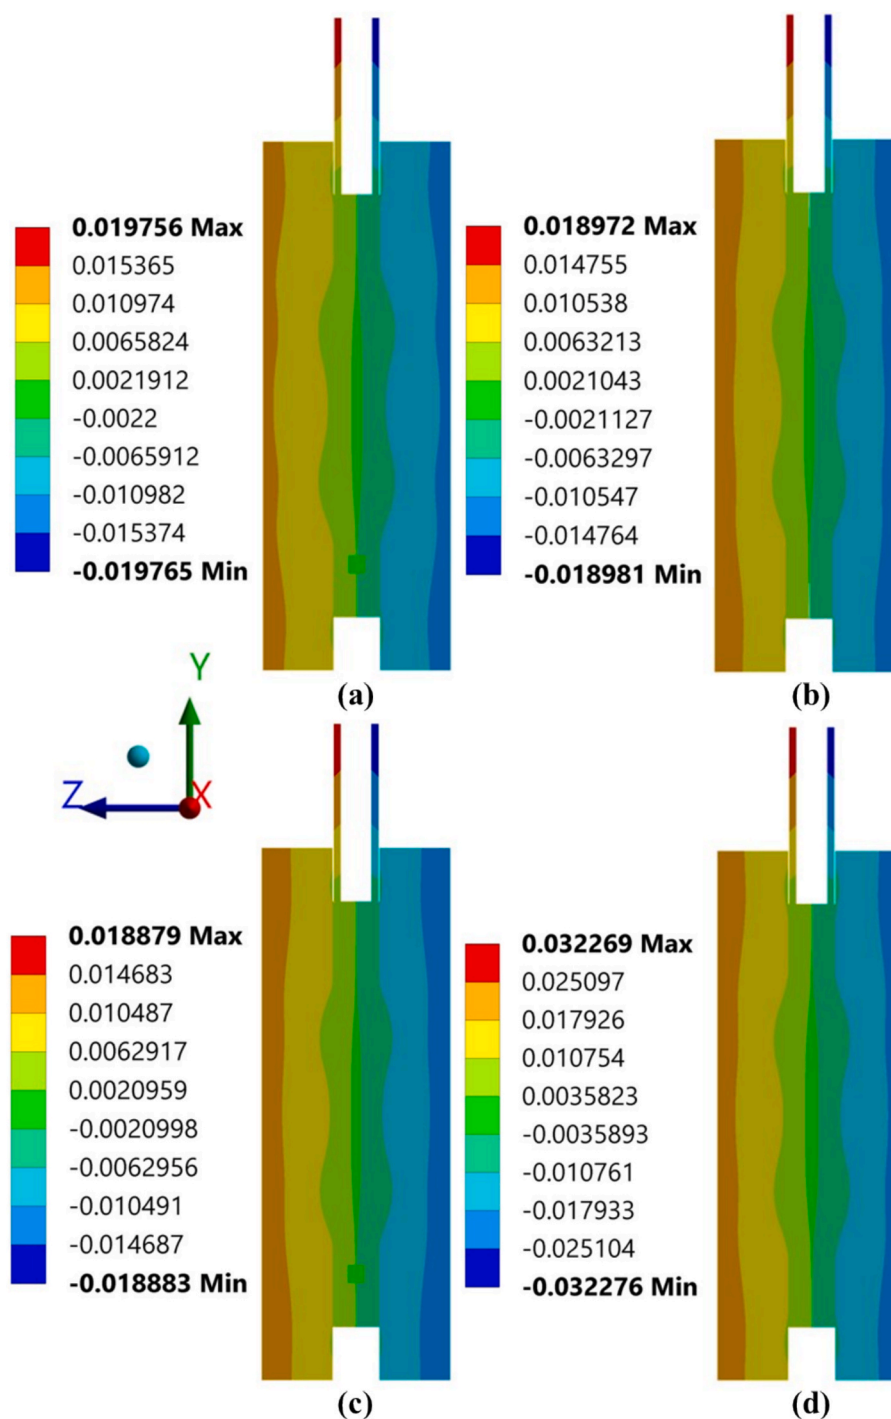 0.019756 Max
0.015365
0.010974
0.0065824
0.0021912
-0.0022
-0.0065912
-0.010982
-0.015374
-0.019765 Min
(a)
0.018972 Max
0.014755
0.010538
0.0063213
0.0021043
-0.0021127
-0.0063297
-0.010547
-0.014764
-0.018981 Min
(b)
Y
Z
X
0.018879 Max
0.014683
0.010487
0.0062917
0.0020959
-0.0020998
-0.0062956
-0.010491
-0.014687
-0.018883 Min
(c)
0.032269 Max
0.025097
0.017926
0.010754
0.0035823
-0.0035893
-0.010761
-0.017933
-0.025104
-0.032276 Min
(d)